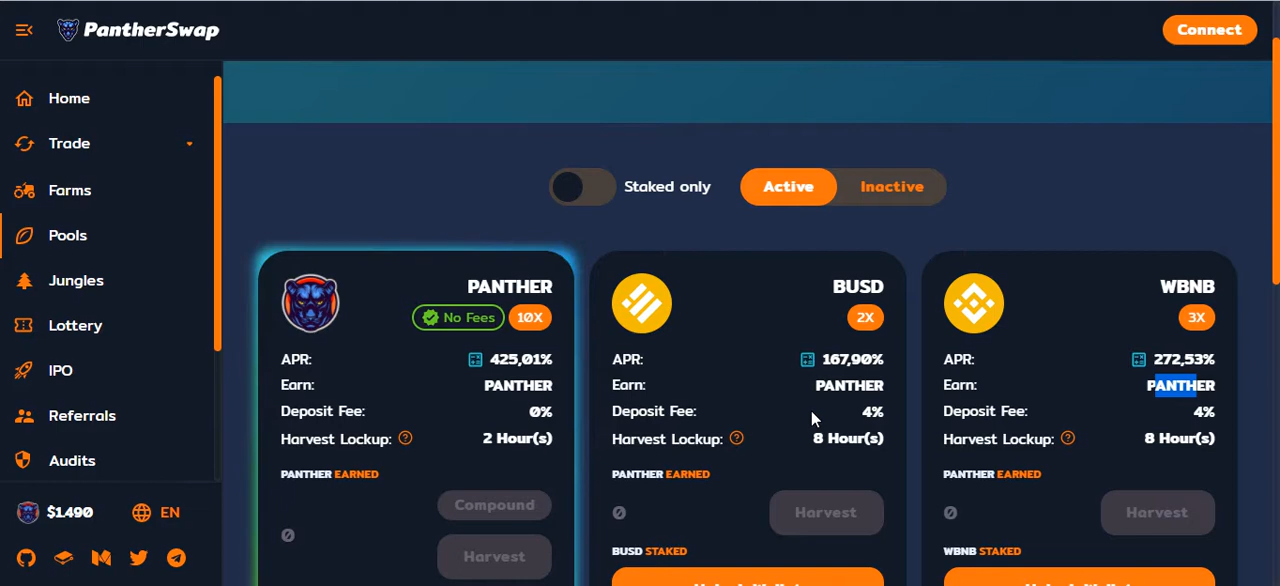 PantherSwap
Connect
Home
Trade
Farms
Pools
Jungles
Lottery
IPO
Referrals
Audits
$1.490
EN
Staked only
Active
Inactive
PANTHER
No Fees
10X
APR: 425,01%
Earn: PANTHER
Deposit Fee: 0%
Harvest Lockup: ? 2 Hour(s)
PANTHER EARNED
Compound
0
Harvest
BUSD
2X
APR: 167,90%
Earn: PANTHER
Deposit Fee: 4%
Harvest Lockup: ? 8 Hour(s)
PANTHER EARNED
0
Harvest
BUSD STAKED
WBNB
3X
APR: 272,53%
Earn: PANTHER
Deposit Fee: 4%
Harvest Lockup: ? 8 Hour(s)
PANTHER EARNED
0
Harvest
WBNB STAKED